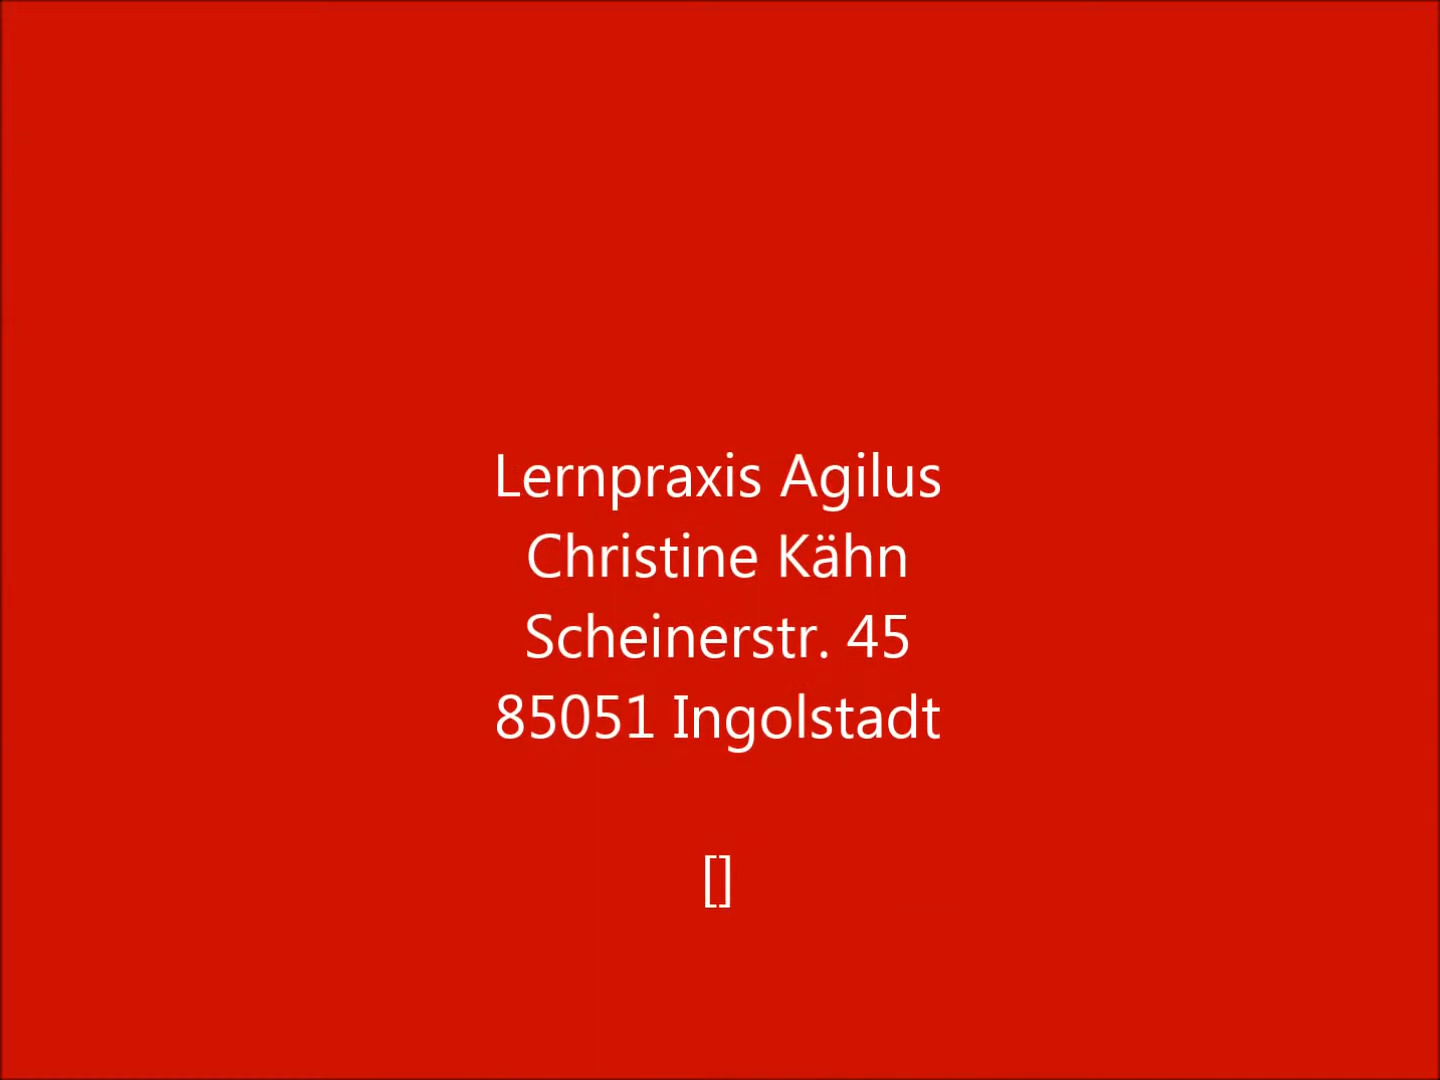 Lernpraxis Agilus
Christine Kähn
Scheinerstr. 45
85051 Ingolstadt
[]